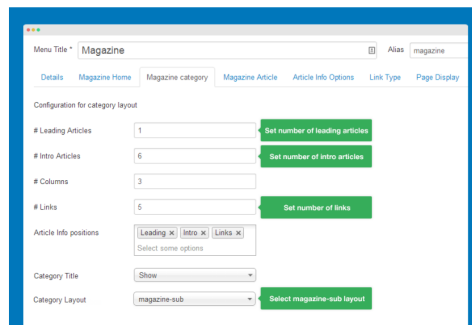 Menu Title * Magazine Alias magazine
Details Magazine Home Magazine category Magazine Article Article Info Options Link Type Page Display
Configuration for category layout
# Leading Articles 1 Set number of leading articles
# Intro Articles 6 Set number of intro articles
# Columns 3
# Links 5 Set number of links
Article Info positions Leading x Intro x Links x
Select some options
Category Title Show
Category Layout magazine-sub Select magazine-sub layout